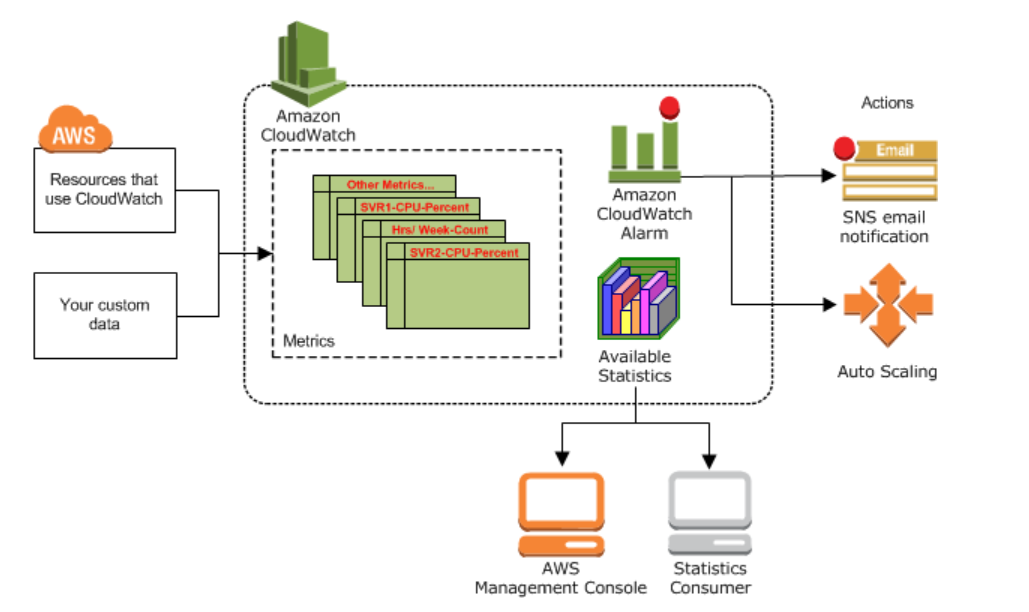 Amazon
CloudWatch
AWS
Resources that
use CloudWatch
Your custom
data
Other Metrics...
SVR1-CPU-Percent
Hrs/ Week-Count
SVR2-CPU-Percent
Metrics
Amazon
CloudWatch
Alarm
Available
Statistics
Actions
Email
SNS email
notification
Auto Scaling
AWS
Management Console
Statistics
Consumer